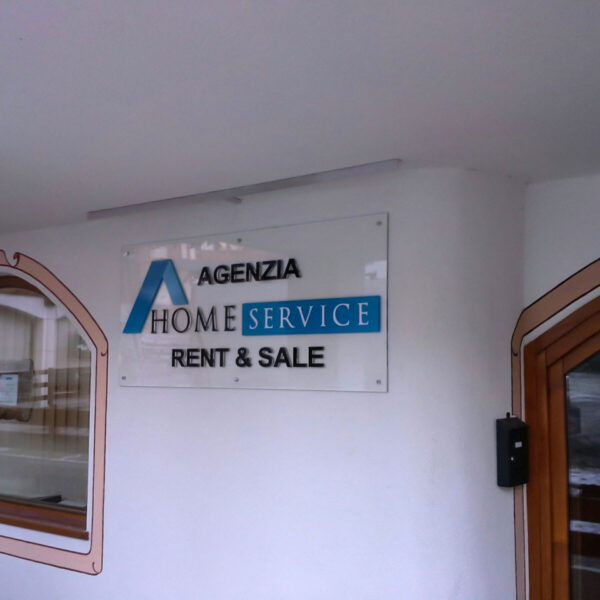 AGENZIA
HOME SERVICE
RENT & SALE